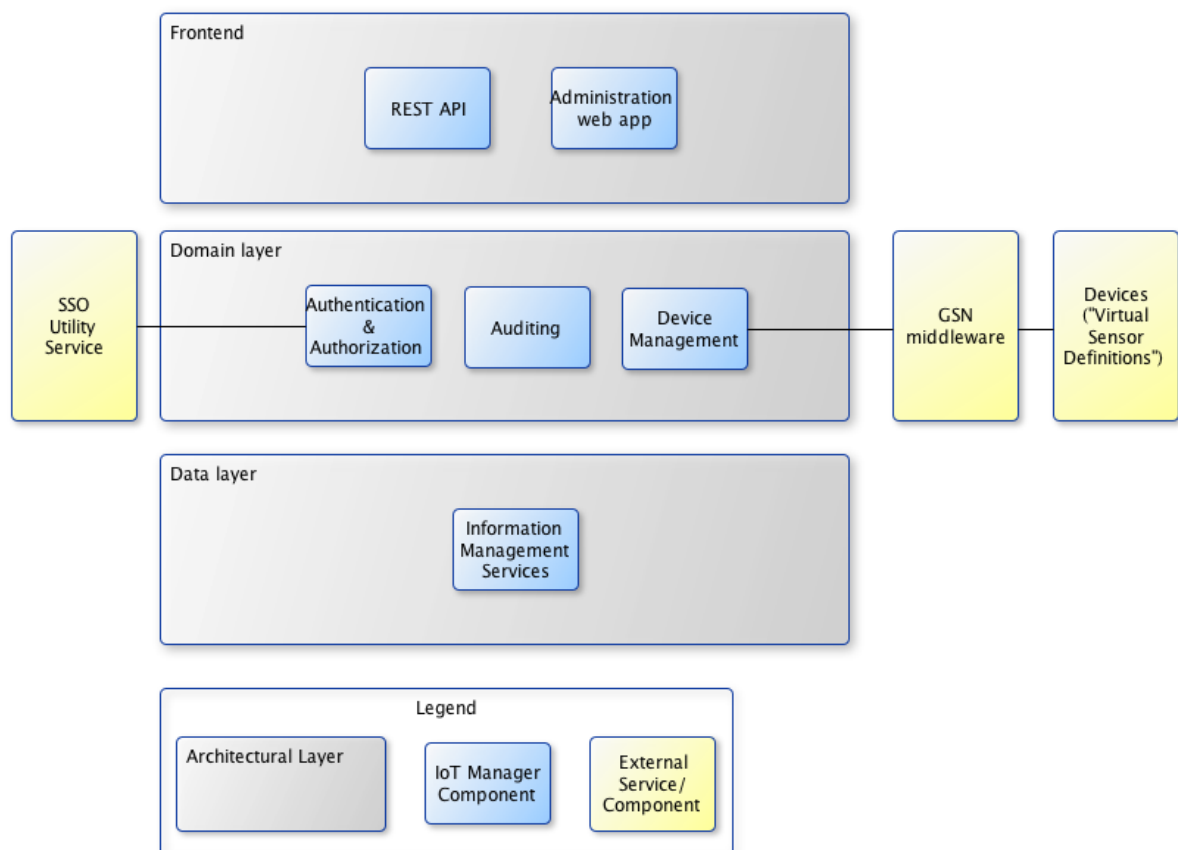 Frontend
REST API
Administration
web app
SSO
Utility
Service
Domain layer
Authentication
&
Authorization
Auditing
Device
Management
GSN
middleware
Devices
("Virtual
Sensor
Definitions")
Data layer
Information
Management
Services
Legend
Architectural Layer
IoT Manager
Component
External
Service/
Component